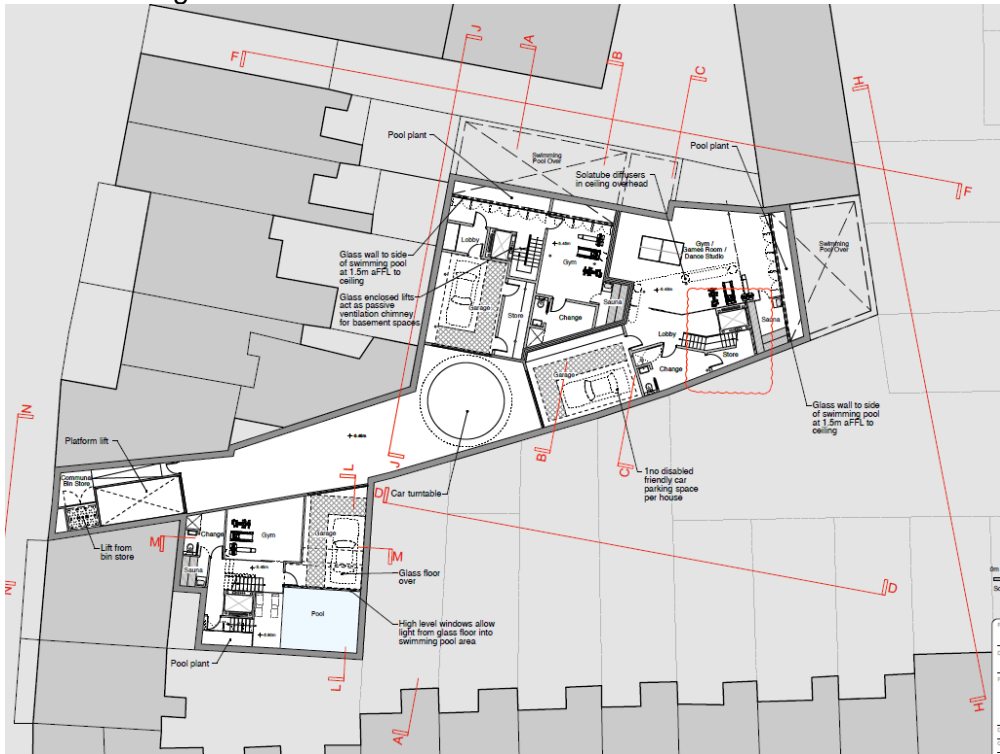 J
A
B
C
F
H
Pool plant
Swimming
Pool Over
Pool plant
Solatube diffusers
in ceiling overhead
F
Lobby
Gym
Gym /
Games Room /
Dance Studio
Swimming
Pool Over
Glass wall to side
of swimming pool
at 1.5m aFFL to
ceiling
Glass enclosed lifts
act as passive
ventilation chimney
for basement spaces
Garage
Store
Sauna
Change
Lobby
Sauna
Store
Change
Garage
Glass wall to side
of swimming pool
at 1.5m aFFL to
ceiling
N
Platform lift
B
C
J
L
D
Communal
Bin Store
Car turntable
1no disabled
friendly car
parking space
per house
Lift from
bin store
M
Change
Gym
Garage
M
Sauna
Glass floor
over
N
D
Pool
High level windows allow
light from glass floor into
swimming pool area
Pool plant
L
A
H
0m